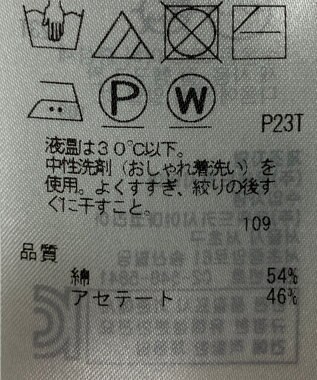 P
W
P23T
液温は30℃以下。
中性洗剤（おしゃれ着洗い）を
使用。よくすすぎ、絞りの後す
ぐに干すこと。
109
品質
綿 54%
アセテート 46%